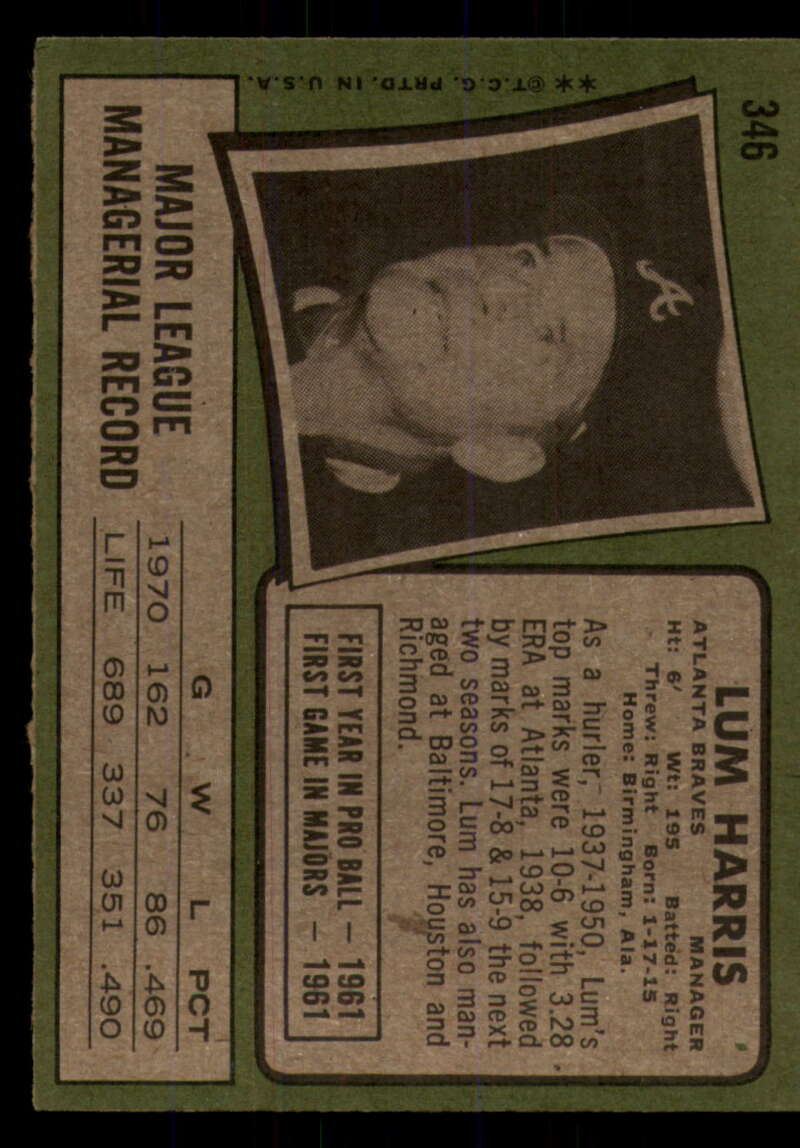 346
LUM HARRIS
ATLANTA BRAVES MANAGER
Ht: 6' Wt: 195 Batted: Right
Threw: Right Born: 1-17-15
Home: Birmingham, Ala.
As a hurler, 1937-1950, Lum's
top marks were 10-6 with 3.28
ERA at Atlanta, 1938, followed
by marks of 17-8 & 15-9 the next
two seasons. Lum has also man-
aged at Baltimore, Houston and
Richmond.
FIRST YEAR IN PRO BALL — 1961
FIRST GAME IN MAJORS — 1961
A
**©T.C.G. PRTD. IN U.S.A.
MAJOR LEAGUE
MANAGERIAL RECORD
G W L PCT
1970 162 76 86 .469
LIFE 689 337 351 .490